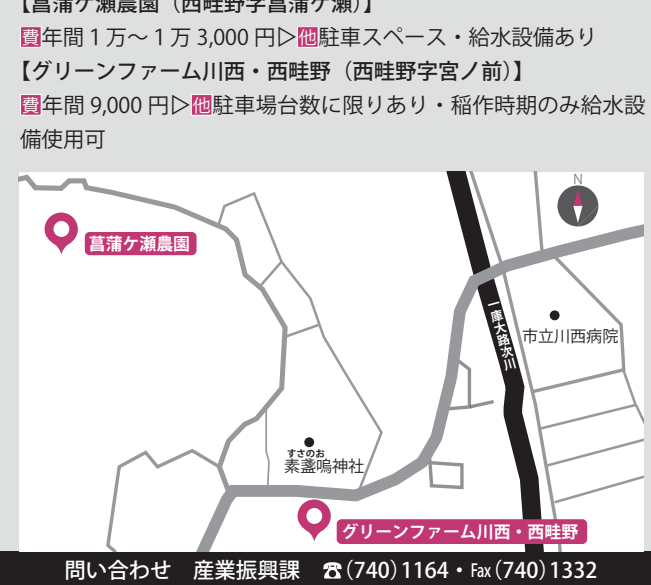 【菖蒲ケ瀬農園（西畦野字菖蒲ケ瀬）】
費年間１万～１万 3,000 円▷他駐車スペース・給水設備あり
【グリーンファーム川西・西畦野（西畦野字宮ノ前）】
費年間 9,000 円▷他駐車場台数に限りあり・稲作時期のみ給水設
備使用可
N
菖蒲ケ瀬農園
一庫大路次川
市立川西病院
すさのお
素盞嗚神社
グリーンファーム川西・西畦野
問い合わせ　産業振興課　☎(740)1164・Fax(740)1332